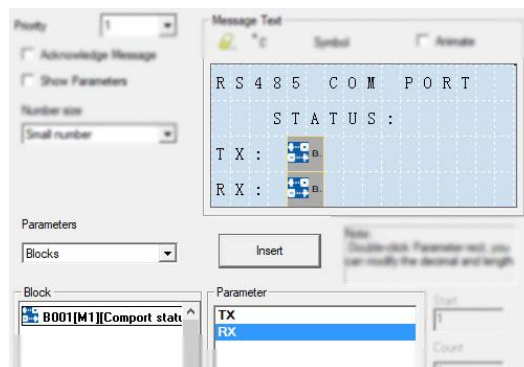 Priority 1
Message Text
Symbol
Animate
Acknowledge Message
Show Parameters
Number size
Small number
RS485 COM PORT
STATUS:
TX: B.
RX: B.
Parameters
Blocks
Insert
Note:
Double-click Parameter rect, you
can modify the decimal and length
Block
B001[M1][Comport statu
Parameter
TX
RX
Start
1
Count